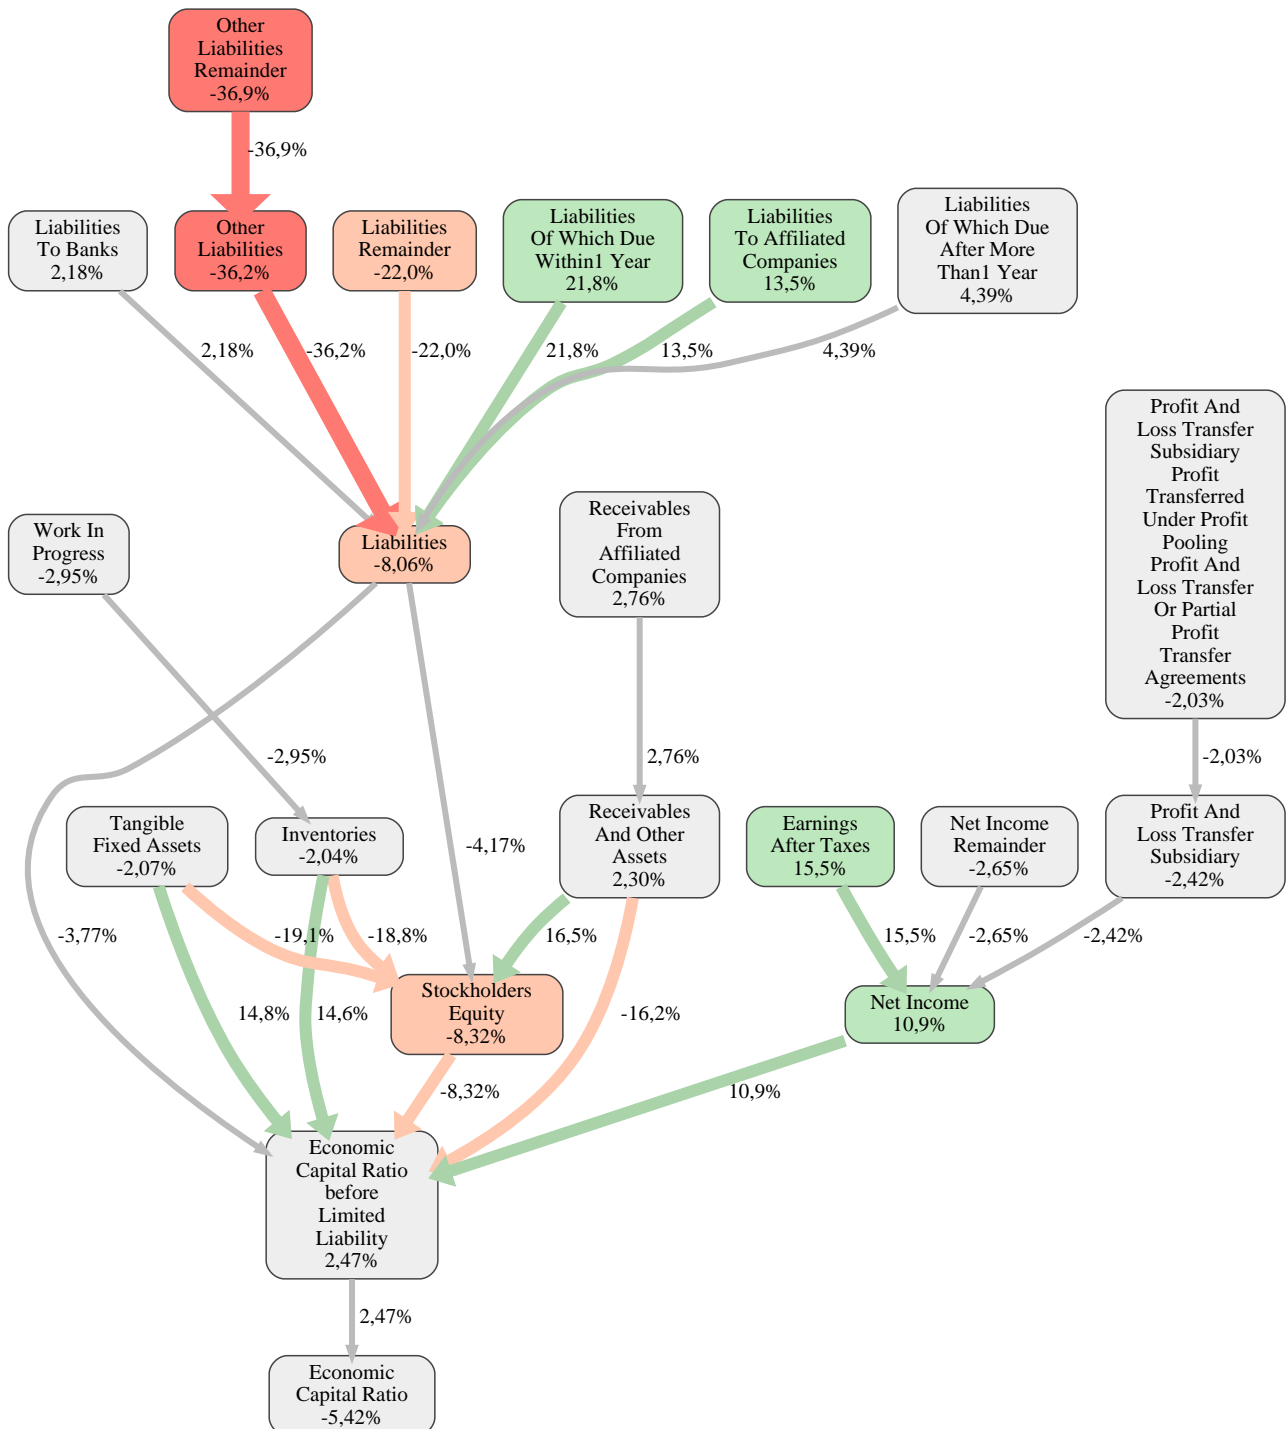 Other
Liabilities
Remainder
-36,9%
-36,9%
Liabilities
To Banks
2,18%
Other
Liabilities
-36,2%
Liabilities
Remainder
-22,0%
Liabilities
Of Which Due
Within1 Year
21,8%
Liabilities
To Affiliated
Companies
13,5%
Liabilities
Of Which Due
After More
Than1 Year
4,39%
2,18%
-36,2%
-22,0%
21,8%
13,5%
4,39%
Profit And
Loss Transfer
Subsidiary
Profit
Transferred
Under Profit
Pooling
Profit And
Loss Transfer
Or Partial
Profit
Transfer
Agreements
-2,03%
Work In
Progress
-2,95%
Liabilities
-8,06%
Receivables
From
Affiliated
Companies
2,76%
-2,95%
2,76%
-2,03%
Tangible
Fixed Assets
-2,07%
Inventories
-2,04%
-4,17%
Receivables
And Other
Assets
2,30%
Earnings
After Taxes
15,5%
Net Income
Remainder
-2,65%
Profit And
Loss Transfer
Subsidiary
-2,42%
-3,77%
-19,1%
-18,8%
16,5%
15,5%
-2,65%
-2,42%
14,8%
14,6%
Stockholders
Equity
-8,32%
-16,2%
Net Income
10,9%
-8,32%
10,9%
Economic
Capital Ratio
before
Limited
Liability
2,47%
2,47%
Economic
Capital Ratio
-5,42%